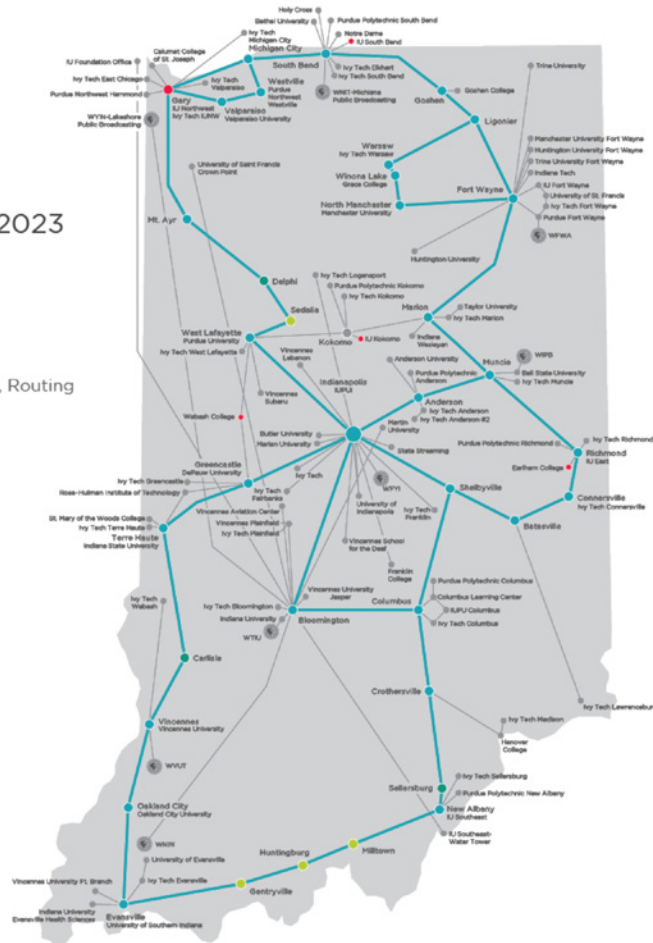 2023
, Routing
Holy Cross
Bethel University
Purdue Polytechnic South Bend
Notre Dame
IU South Bend
Ivy Tech
Michigan City
Michigan City
South Bend
Ivy Tech Elkhart
Ivy Tech South Bend
WNIT-Michiana
Public Broadcasting
IU Foundation Office
Calumet College
of St. Joseph
Ivy Tech East Chicago
Purdue Northwest Hammond
Gary
IU Northwest
Ivy Tech IUNW
Ivy Tech
Valparaiso
Westville
Purdue
Northwest
Westville
Valparaiso
Valparaiso University
WYIN-Lakeshore
Public Broadcasting
Goshen
Goshen College
Ligonier
Trine University
Warsaw
Ivy Tech Warsaw
Winona Lake
Grace College
North Manchester
Manchester University
Fort Wayne
Manchester University Fort Wayne
Huntington University Fort Wayne
Trine University Fort Wayne
Indiana Tech
IU Fort Wayne
University of St. Francis
Ivy Tech Fort Wayne
Purdue Fort Wayne
WFWA
Huntington University
University of Saint Francis
Crown Point
Mt. Ayr
Delphi
Sedalia
Ivy Tech Logansport
Purdue Polytechnic Kokomo
Ivy Tech Kokomo
Kokomo
IU Kokomo
Marion
Taylor University
Ivy Tech Marion
Indiana
Wesleyan
West Lafayette
Purdue University
Ivy Tech West Lafayette
Vincennes
Lebanon
Vincennes
Subaru
Wabash College
Indianapolis
IUPUI
Anderson University
Purdue Polytechnic
Anderson
Anderson
Ivy Tech Anderson
Ivy Tech Anderson #2
Muncie
WIPB
Ball State University
Ivy Tech Muncie
Butler University
Marian University
Martin
University
State Streaming
Purdue Polytechnic Richmond
Ivy Tech Richmond
Richmond
IU East
Earlham College
Connersville
Ivy Tech Connersville
Greencastle
DePauw University
Ivy Tech Greencastle
Rose-Hulman Institute of Technology
Ivy Tech
Ivy Tech
Fairbanks
WFYI
University of
Indianapolis
Ivy Tech
Franklin
Shelbyville
Batesville
St. Mary of the Woods College
Ivy Tech Terre Haute
Terre Haute
Indiana State University
Vincennes Aviation Center
Vincennes Plainfield
Ivy Tech Plainfield
Vincennes School
for the Deaf
Franklin
College
Vincennes University
Jasper
Ivy Tech Bloomington
Indiana University
WTIU
Bloomington
Columbus
Purdue Polytechnic Columbus
Columbus Learning Center
IUPU Columbus
Ivy Tech Columbus
Ivy Tech
Wabash
Carlisle
Crothersville
Ivy Tech Lawrenceburg
Ivy Tech Madison
Hanover
College
Vincennes
Vincennes University
WVUT
Sellersburg
Ivy Tech Sellersburg
Purdue Polytechnic New Albany
New Albany
IU Southeast
IU Southeast-
Water Tower
Oakland City
Oakland City University
WNIN
University of Evansville
Huntingburg
Milltown
Gentryville
Vincennes University Ft. Branch
Ivy Tech Evansville
Indiana University
Evansville Health Sciences
Evansville
University of Southern Indiana